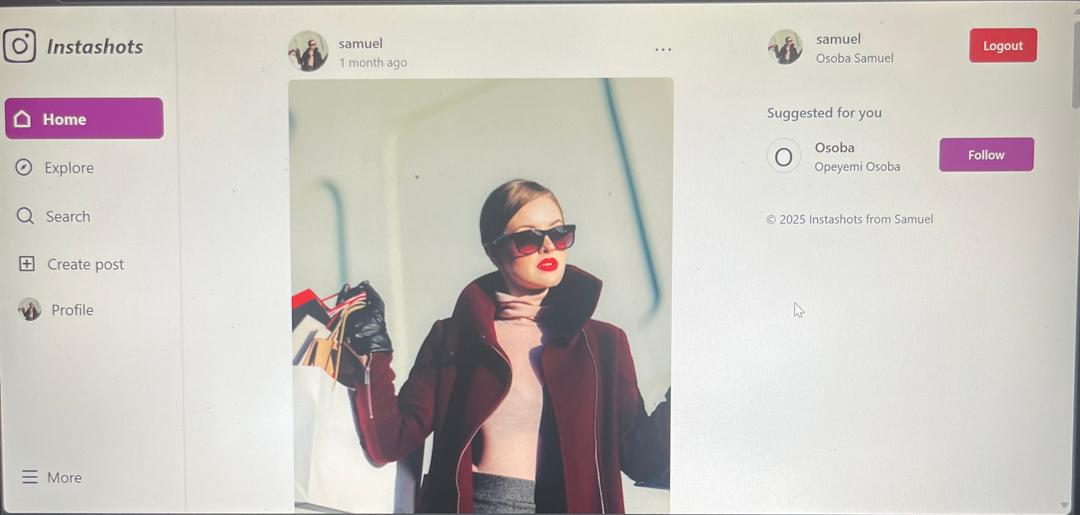 Instashots
Home
Explore
Search
Create post
Profile
More
samuel
1 month ago
samuel
Osoba Samuel
Logout
Suggested for you
O
Osoba
Opeyemi Osoba
Follow
© 2025 Instashots from Samuel